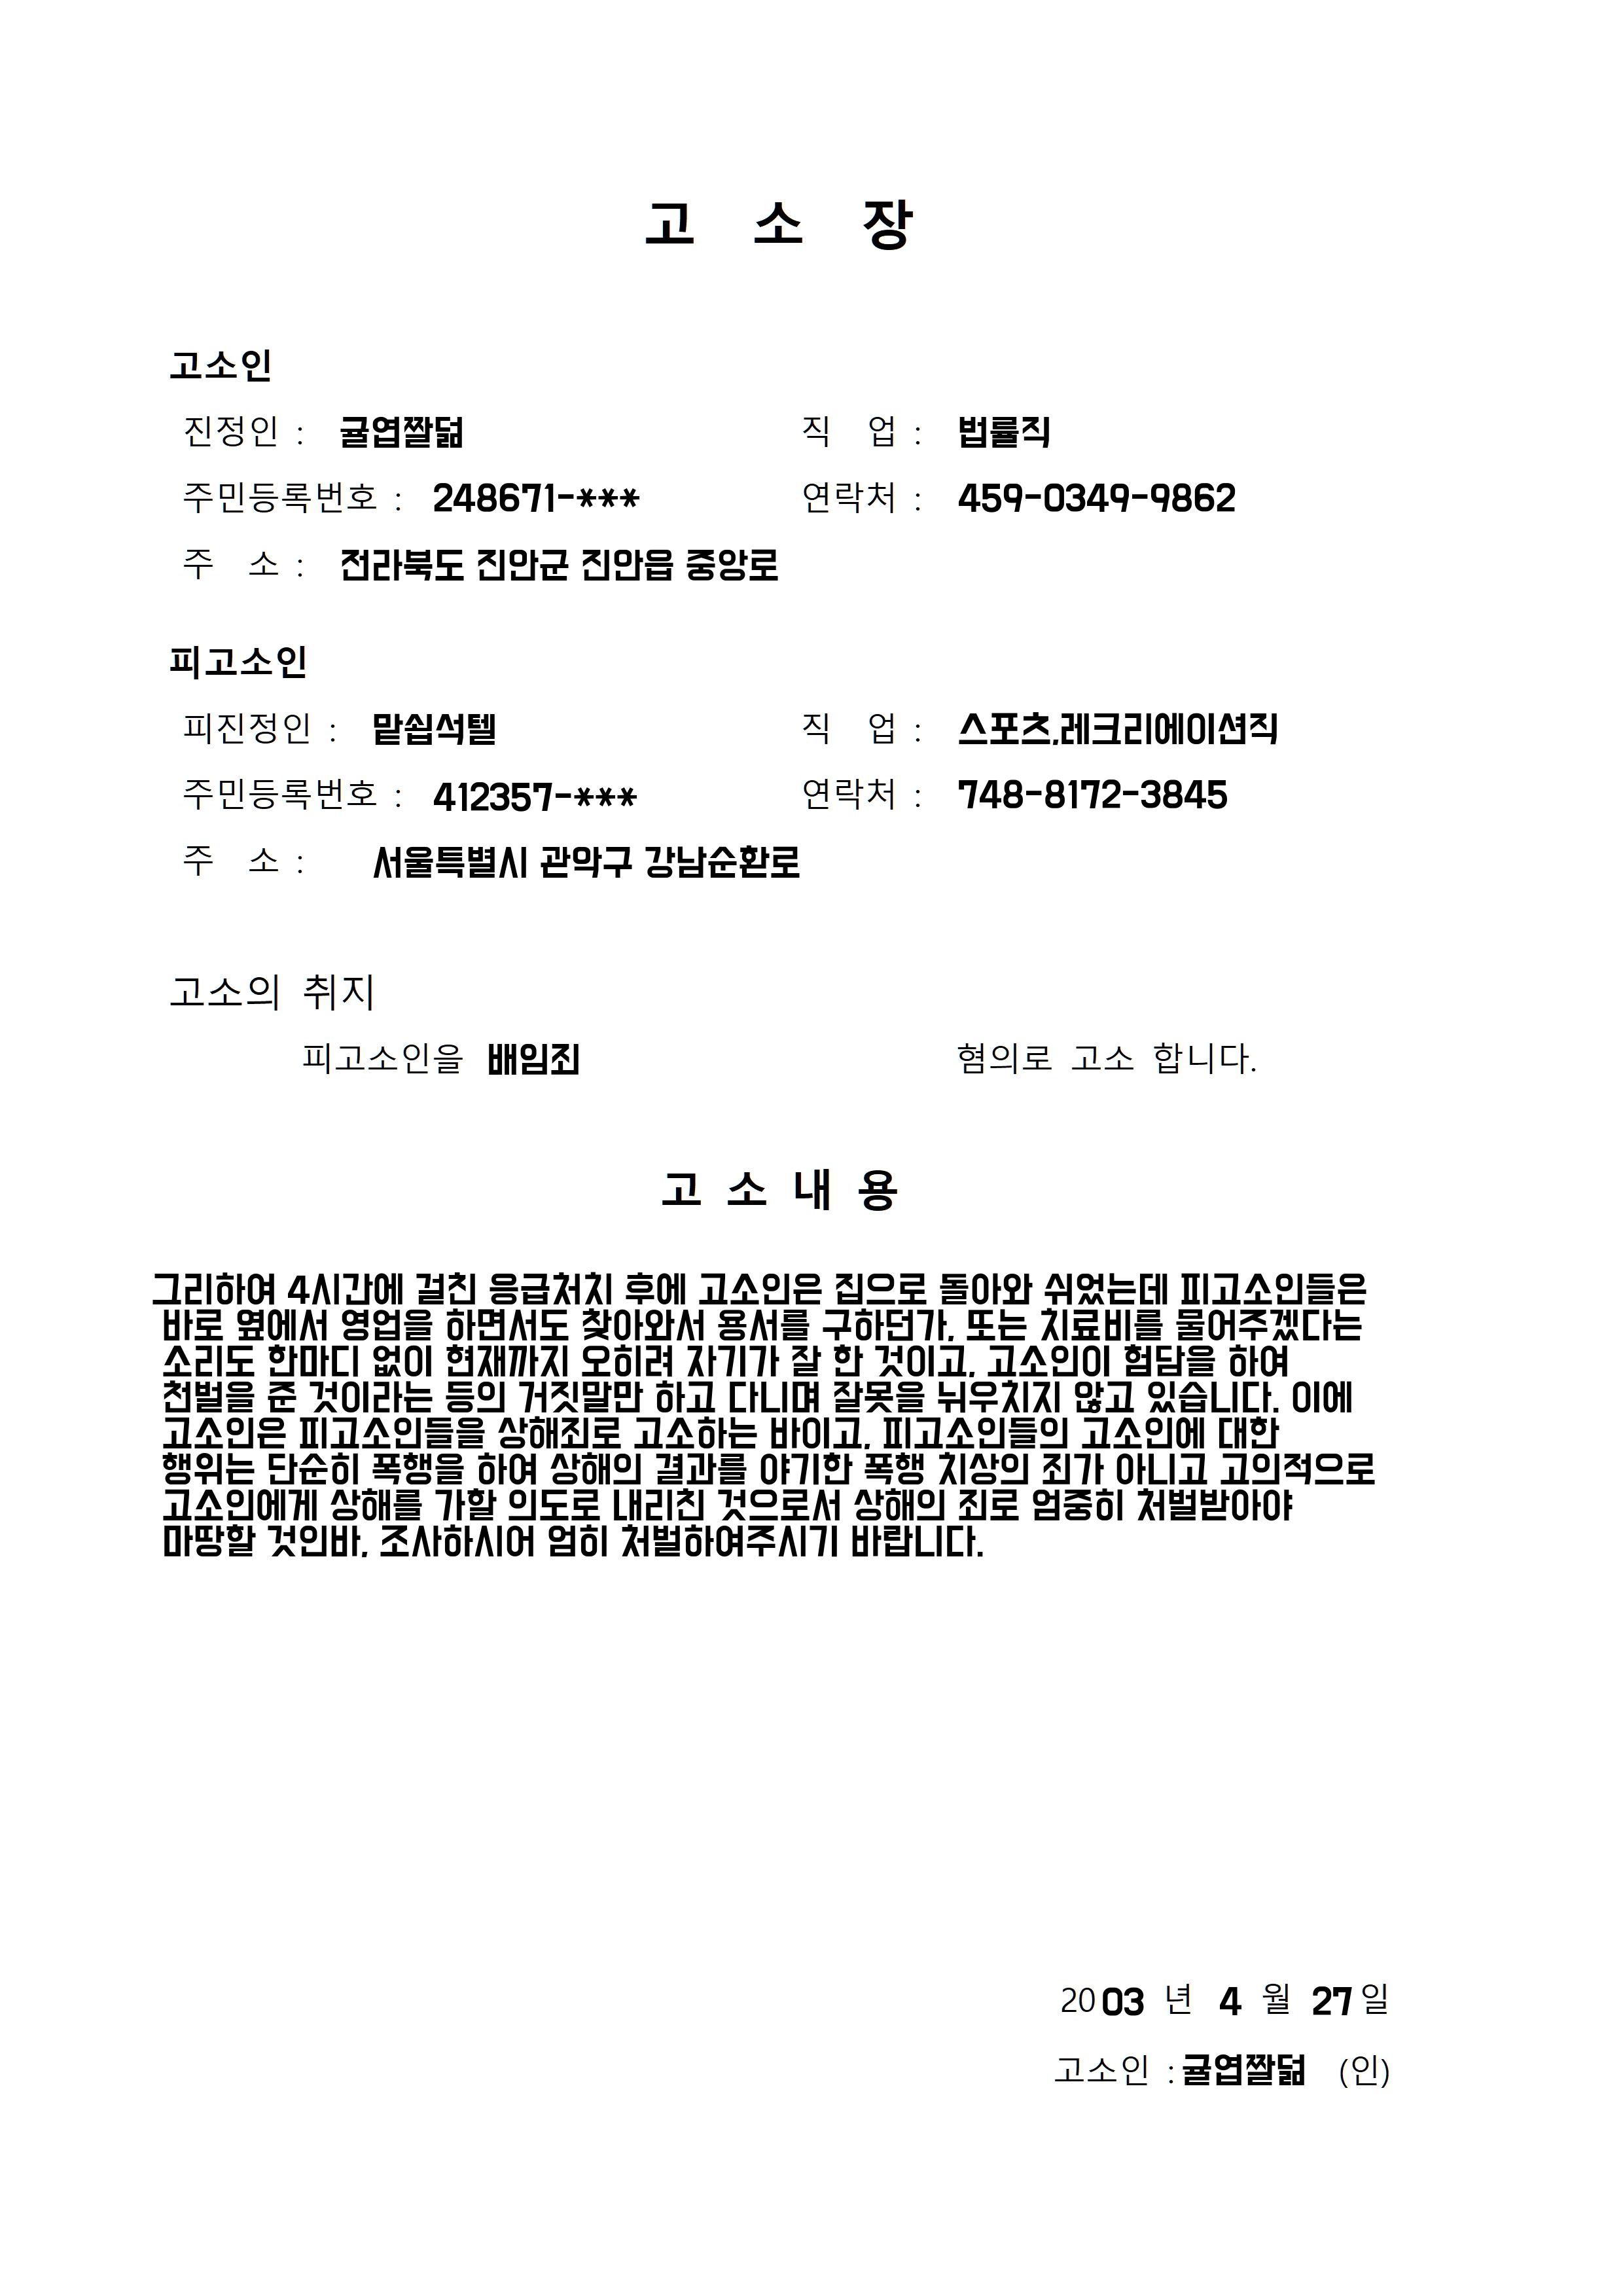 고 소 장
고소인
진정인 : 귤엽짤덞 직 업 : 법률직
주민등록번호 : 248671-*** 연락처 : 459-0349-9862
주 소 : 전라북도 진안균 진안읍 중앙로
피고소인
피진정인 : 맡쇱석텔 직 업 : 스포츠,레크리에이션직
주민등록번호 : 412357-*** 연락처 : 748-8172-3845
주 소 : 서울특별시 관악구 강남순환로
고소의 취지
피고소인을 배임죄 혐의로 고소 합니다.
고 소 내 용
그리하여 4시간에 걸친 응급처치 후에 고소인은 집으로 돌아와 쉬었는데 피고소인들은
바로 옆에서 영업을 하면서도 찾아와서 용서를 구하던가, 또는 치료비를 물어주겠다는
소리도 한마디 없이 현재까지 오히려 자기가 잘 한 것이고, 고소인이 험담을 하여
천벌을 준 것이라는 등의 거짓말만 하고 다니며 잘못을 뉘우치지 않고 있습니다. 이에
고소인은 피고소인들을 상해죄로 고소하는 바이고, 피고소인들의 고소인에 대한
행위는 단순히 폭행을 하여 상해의 결과를 야기한 폭행 치상의 죄가 아니고 고의적으로
고소인에게 상해를 가할 의도로 내리친 것으로서 상해의 죄로 엄중히 처벌받아야
마땅할 것인바, 조사하시어 엄히 처벌하여주시기 바랍니다.
2003 년 4 월 27일
고소인 : 귤엽짤덞 (인)